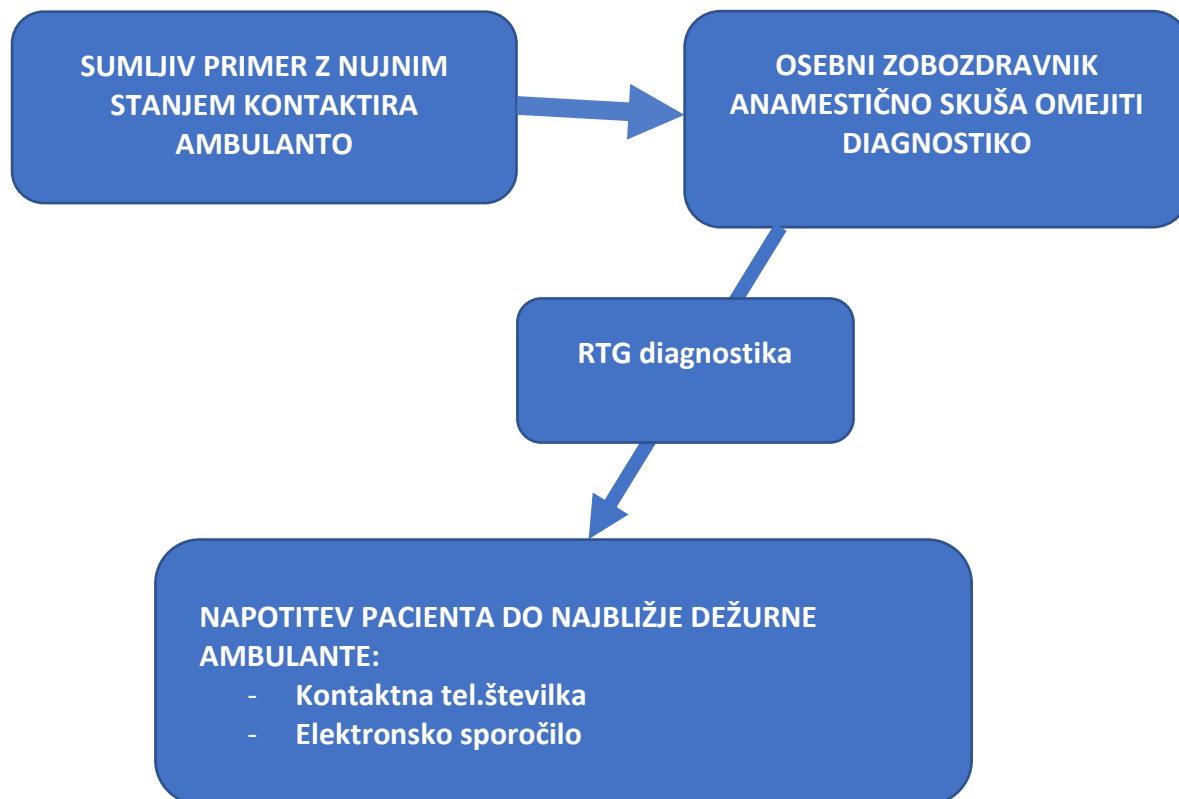 SUMLJIV PRIMER Z NUJNIM
STANJEM KONTAKTIRA
AMBULANTO
OSEBNI ZOBOZDRAVNIK
ANAMESTIČNO SKUŠA OMEJITI
DIAGNOSTIKO
RTG diagnostika
NAPOTITEV PACIENTA DO NAJBLIŽJE DEŽURNE
AMBULANTE:
- Kontaktna tel.številka
- Elektronsko sporočilo